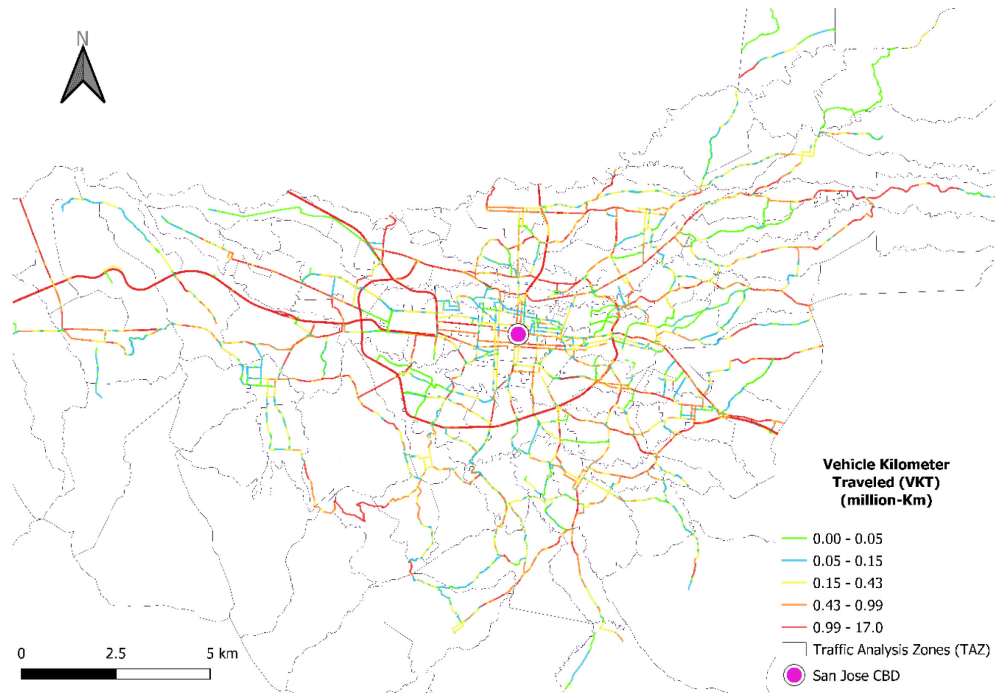 N
Vehicle Kilometer
Traveled (VKT)
(million-Km)
0.00 - 0.05
0.05 - 0.15
0.15 - 0.43
0.43 - 0.99
0.99 - 17.0
Traffic Analysis Zones (TAZ)
San Jose CBD
0 2.5 5 km